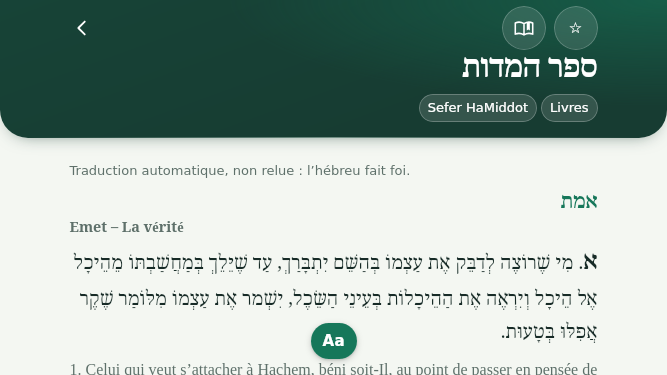 ספר המדות
Sefer HaMiddot
Livres
Traduction automatique, non relue : l’hébreu fait foi.
אמת
Emet – La vérité
א. מִי שֶׁרוֹצֶה לְדַבֵּק אֶת עַצְמוֹ בְּהַשֵּׁם יִתְבָּרַךְ, עַד שֶׁיֵּלֵךְ בְּמַחֲשַׁבְתּוֹ מֵהֵיכָל
אֶל הֵיכָל וְיִרְאֶה אֶת הַהֵיכָלוֹת בְּעֵינֵי הַשֵּׂכֶל, יִשְׁמֹר אֶת עַצְמוֹ מִלּוֹמַר שֶׁקֶר
אֲפִלּוּ בְּטָעוּת.
Aa
1. Celui qui veut s’attacher à Hachem, béni soit-Il, au point de passer en pensée de